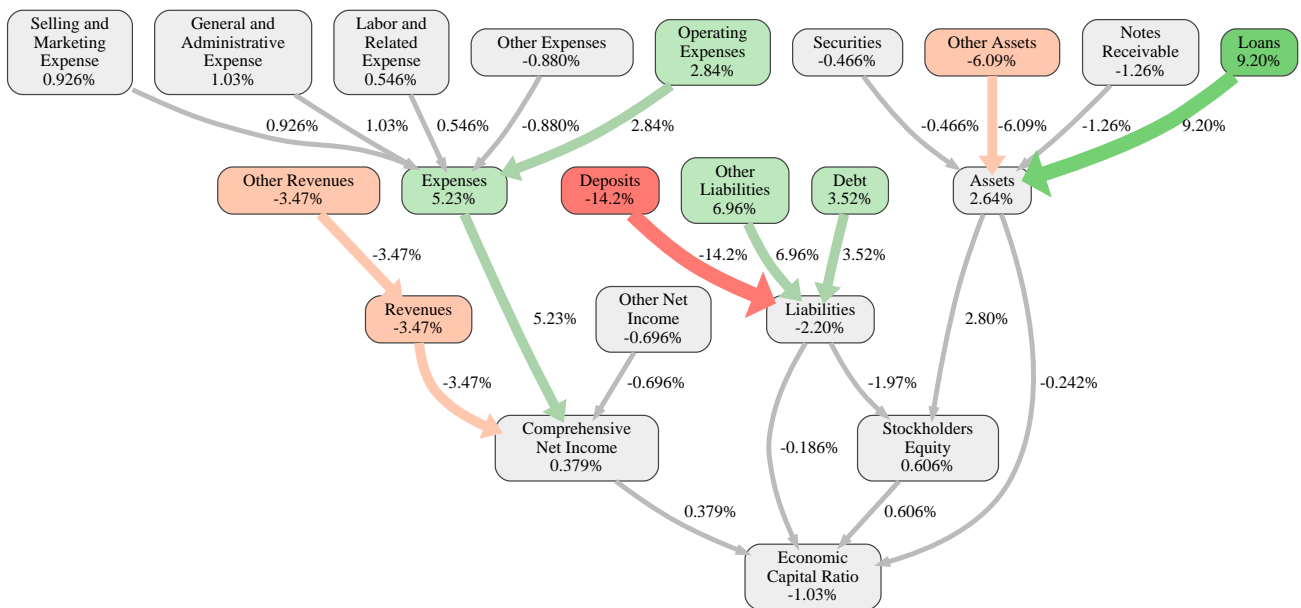 Selling and
Marketing
Expense
0.926%
General and
Administrative
Expense
1.03%
Labor and
Related
Expense
0.546%
Other Expenses
-0.880%
Operating
Expenses
2.84%
Securities
-0.466%
Other Assets
-6.09%
Notes
Receivable
-1.26%
Loans
9.20%
0.926%
1.03%
0.546%
-0.880%
2.84%
-0.466%
-6.09%
-1.26%
9.20%
Other Revenues
-3.47%
Expenses
5.23%
Deposits
-14.2%
Other
Liabilities
6.96%
Debt
3.52%
Assets
2.64%
-3.47%
-14.2%
6.96%
3.52%
Revenues
-3.47%
5.23%
Other Net
Income
-0.696%
Liabilities
-2.20%
2.80%
-3.47%
-0.696%
-1.97%
-0.242%
Comprehensive
Net Income
0.379%
-0.186%
Stockholders
Equity
0.606%
0.379%
0.606%
Economic
Capital Ratio
-1.03%